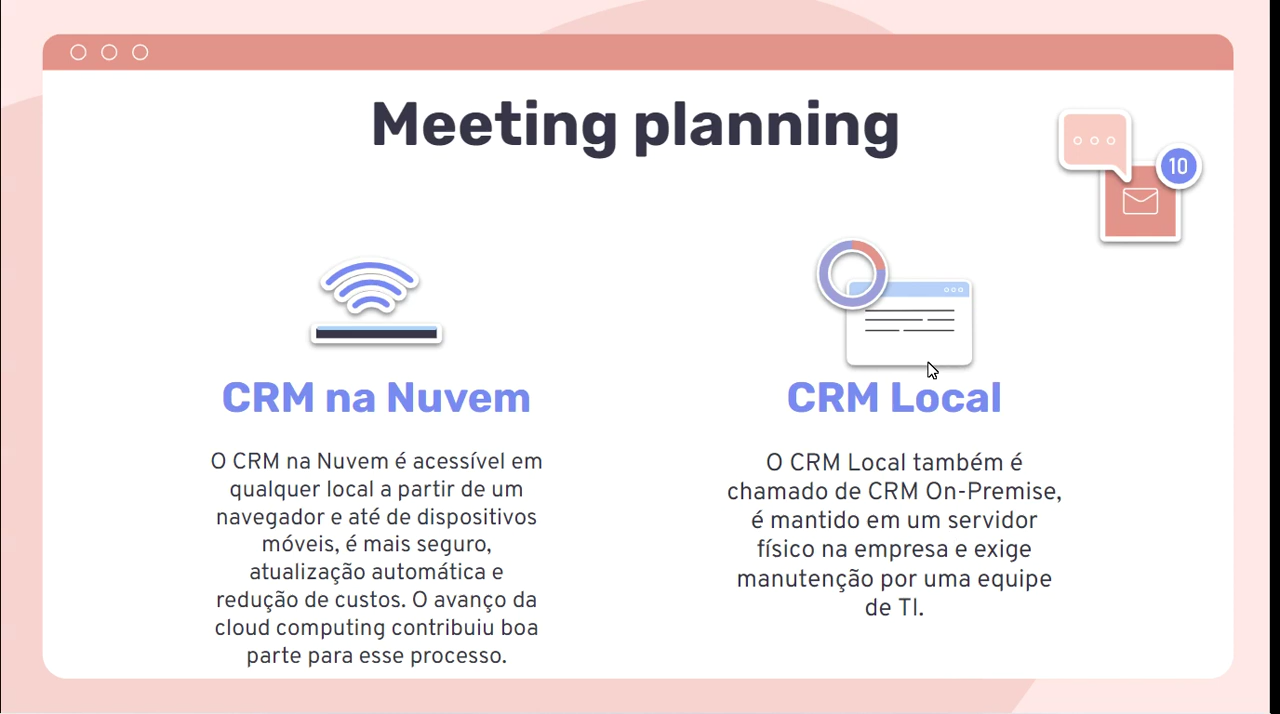 Meeting planning
10
CRM na Nuvem
O CRM na Nuvem é acessível em
qualquer local a partir de um
navegador e até de dispositivos
móveis, é mais seguro,
atualização automática e
redução de custos. O avanço da
cloud computing contribuiu boa
parte para esse processo.
CRM Local
O CRM Local também é
chamado de CRM On-Premise,
é mantido em um servidor
físico na empresa e exige
manutenção por uma equipe
de TI.